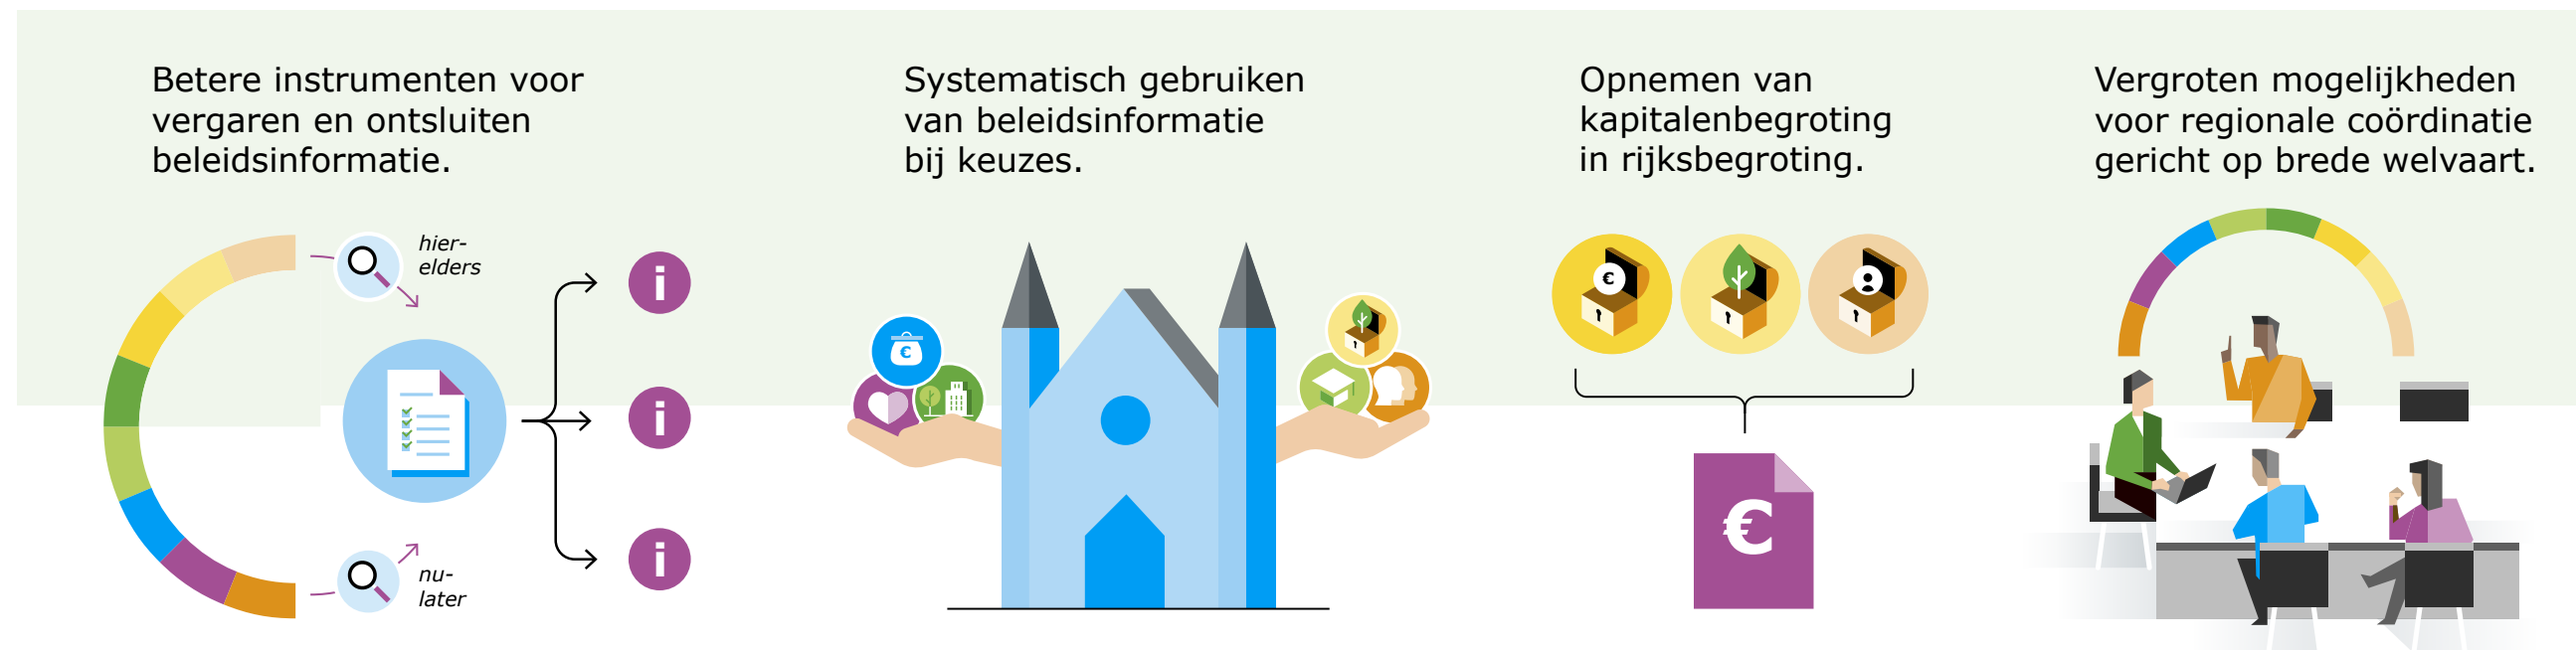 Betere instrumenten voor
vergaren en ontsluiten
beleidsinformatie.
hier-
elders
nu-
later
i
i
i
Systematisch gebruiken
van beleidsinformatie
bij keuzes.
€
Opnemen van
kapitalenbegroting
in rijksbegroting.
€
€
Vergroten mogelijkheden
voor regionale coördinatie
gericht op brede welvaart.